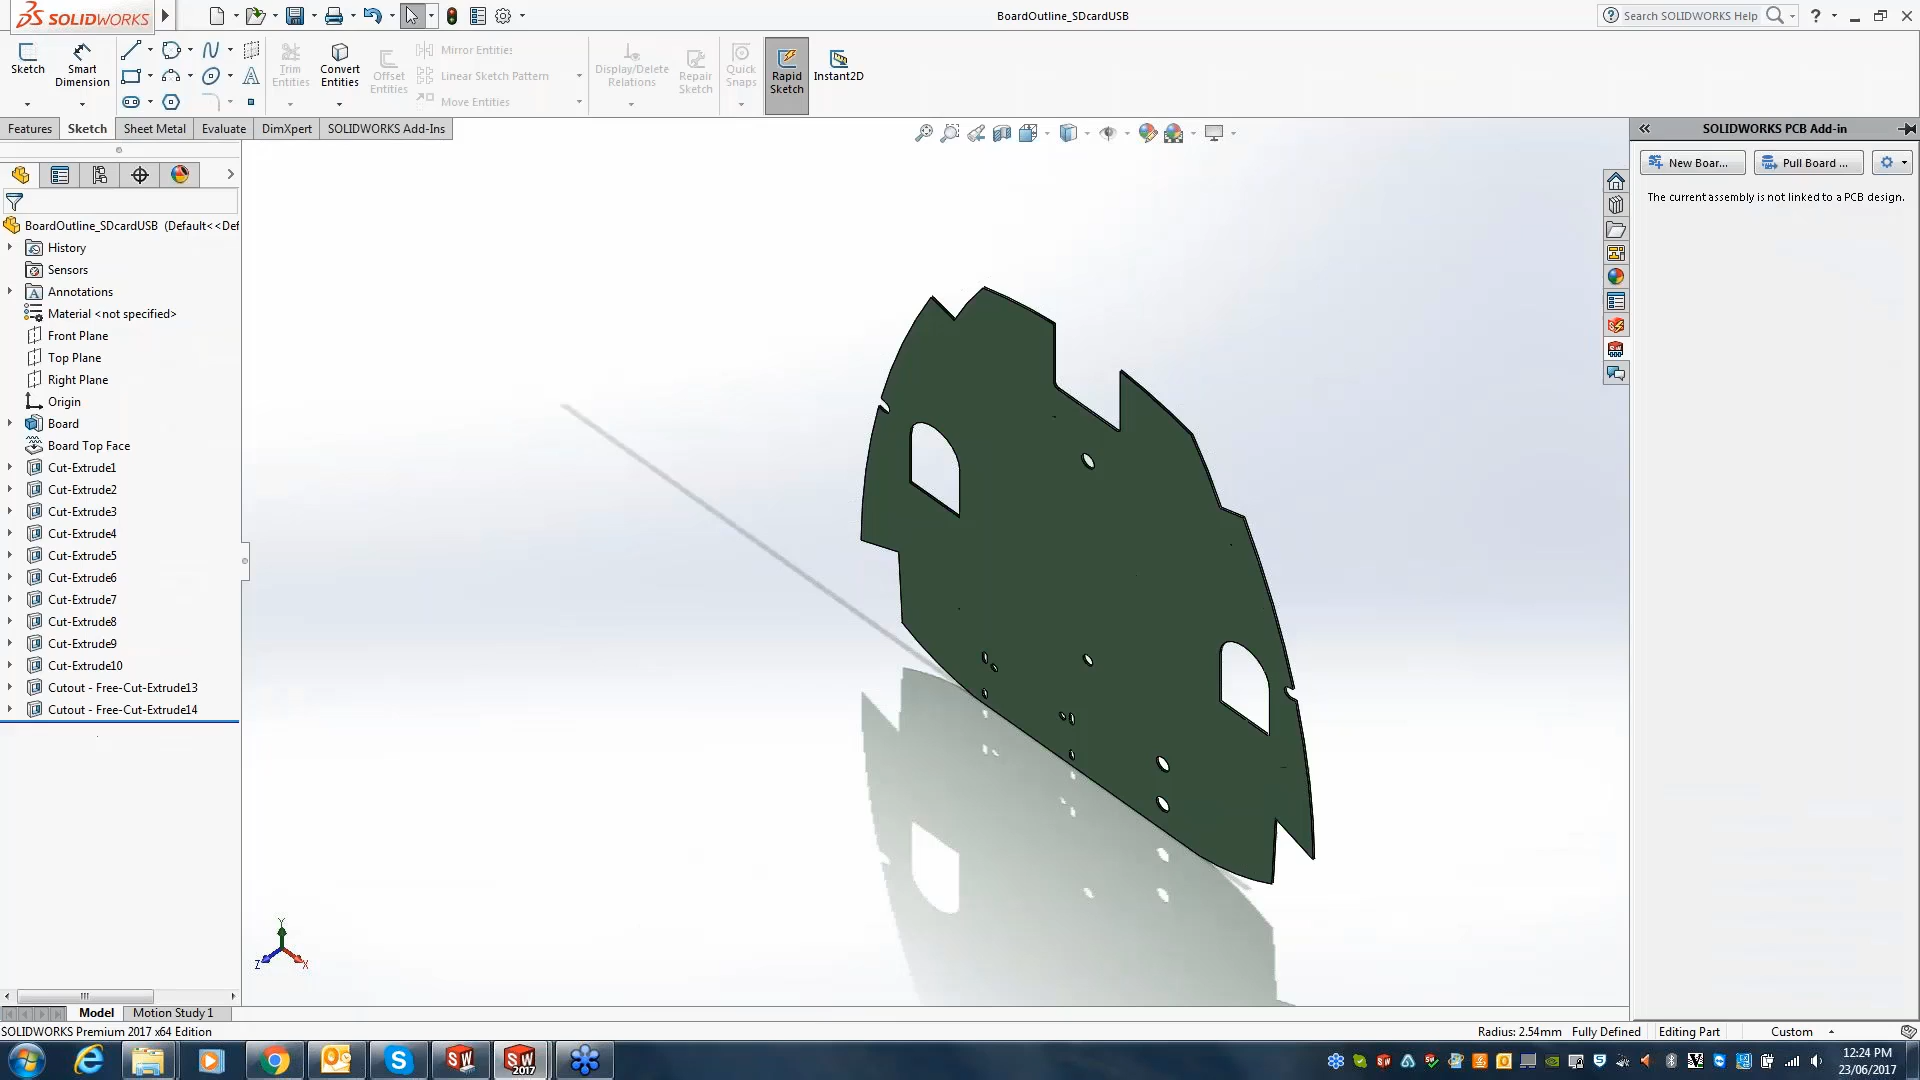 SOLIDWORKS
BoardOutline_SDcardUSB
Search SOLIDWORKS Help
Sketch
Smart Dimension
Trim Entities
Convert Entities
Offset Entities
Mirror Entities
Linear Sketch Pattern
Move Entities
Display/Delete Relations
Repair Sketch
Quick Snaps
Rapid Sketch
Instant2D
Features
Sketch
Sheet Metal
Evaluate
DimXpert
SOLIDWORKS Add-Ins
SOLIDWORKS PCB Add-in
New Boar...
Pull Board ...
The current assembly is not linked to a PCB design.
BoardOutline_SDcardUSB (Default<<Def
History
Sensors
Annotations
Material <not specified>
Front Plane
Top Plane
Right Plane
Origin
Board
Board Top Face
Cut-Extrude1
Cut-Extrude2
Cut-Extrude3
Cut-Extrude4
Cut-Extrude5
Cut-Extrude6
Cut-Extrude7
Cut-Extrude8
Cut-Extrude9
Cut-Extrude10
Cutout - Free-Cut-Extrude13
Cutout - Free-Cut-Extrude14
Y
Z
X
Model
Motion Study 1
SOLIDWORKS Premium 2017 x64 Edition
Radius: 2.54mm
Fully Defined
Editing Part
Custom
SW
SW
2017
12:24 PM
23/06/2017